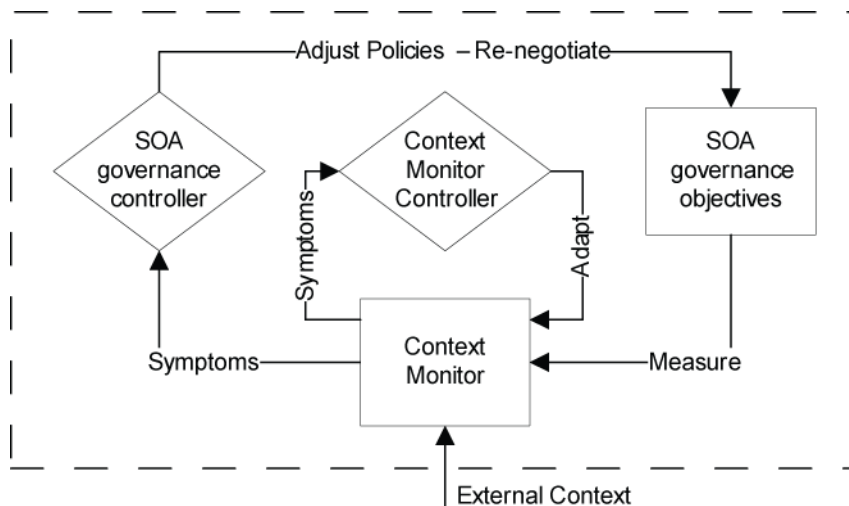 Adjust Policies – Re-negotiate
SOA
governance
controller
Context
Monitor
Controller
SOA
governance
objectives
Symptoms
Adapt
Symptoms
Context
Monitor
Measure
External Context